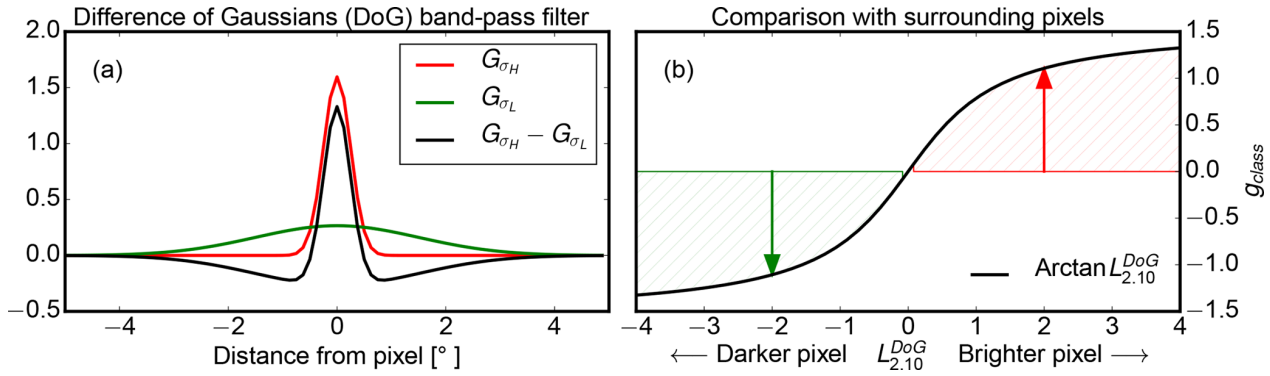 Difference of Gaussians (DoG) band-pass filter
2.0
1.5
1.0
0.5
0.0
−0.5
(a)
G_{σ_H}
G_{σ_L}
G_{σ_H} − G_{σ_L}
−4 −2 0 2 4
Distance from pixel [° ]
Comparison with surrounding pixels
(b)
1.5
1.0
0.5
0.0
−0.5
−1.0
−1.5
g_{class}
Arctan L_{2.10}^{DoG}
−4 −3 −2 −1 0 1 2 3 4
← Darker pixel L_{2.10}^{DoG} Brighter pixel →